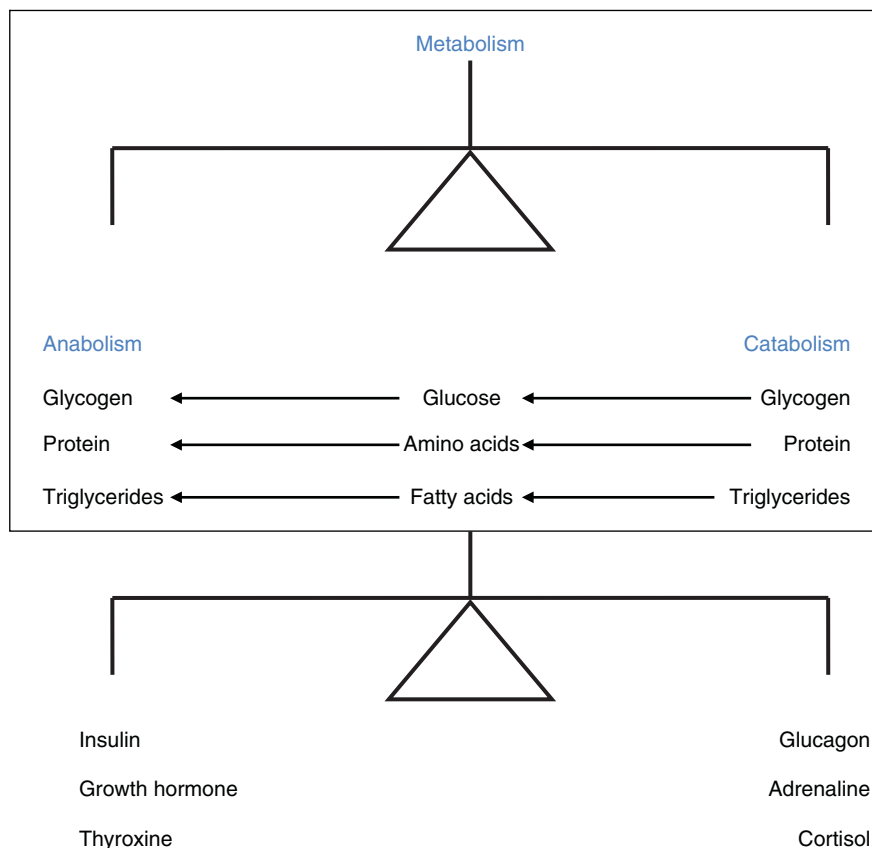 Metabolism
Anabolism Catabolism
Glycogen Glucose Glycogen
Protein Amino acids Protein
Triglycerides Fatty acids Triglycerides
Insulin Glucagon
Growth hormone Adrenaline
Thyroxine Cortisol